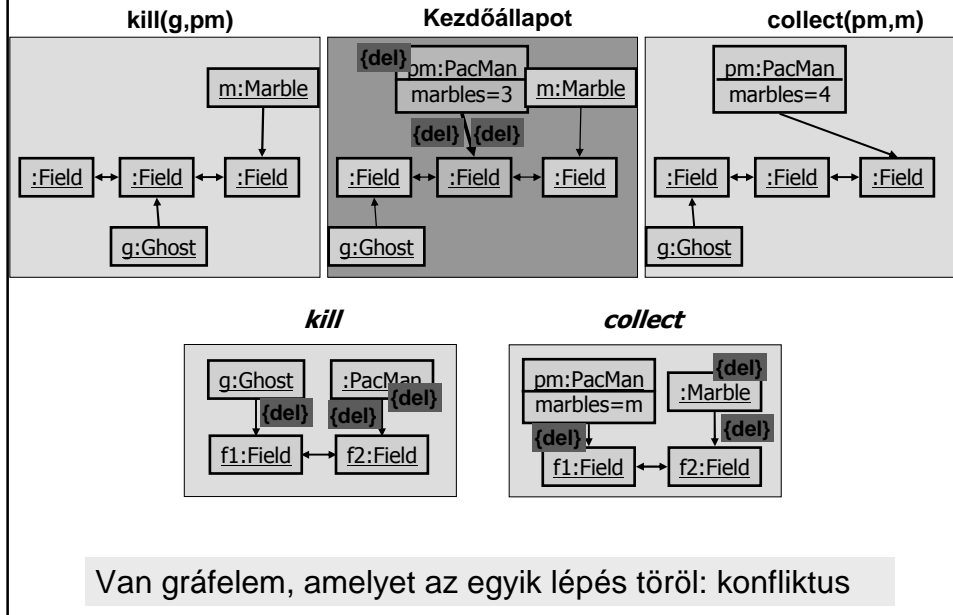 kill(g,pm)
Kezdőállapot
collect(pm,m)
m:Marble
:Field
:Field
:Field
g:Ghost
{del}
pm:PacMan
marbles=3
m:Marble
{del}
{del}
:Field
:Field
:Field
g:Ghost
pm:PacMan
marbles=4
:Field
:Field
:Field
g:Ghost
kill
g:Ghost
:PacMan
{del}
{del}
{del}
f1:Field
f2:Field
collect
pm:PacMan
marbles=m
{del}
:Marble
{del}
{del}
f1:Field
f2:Field
Van gráfelem, amelyet az egyik lépés töröl: konfliktus